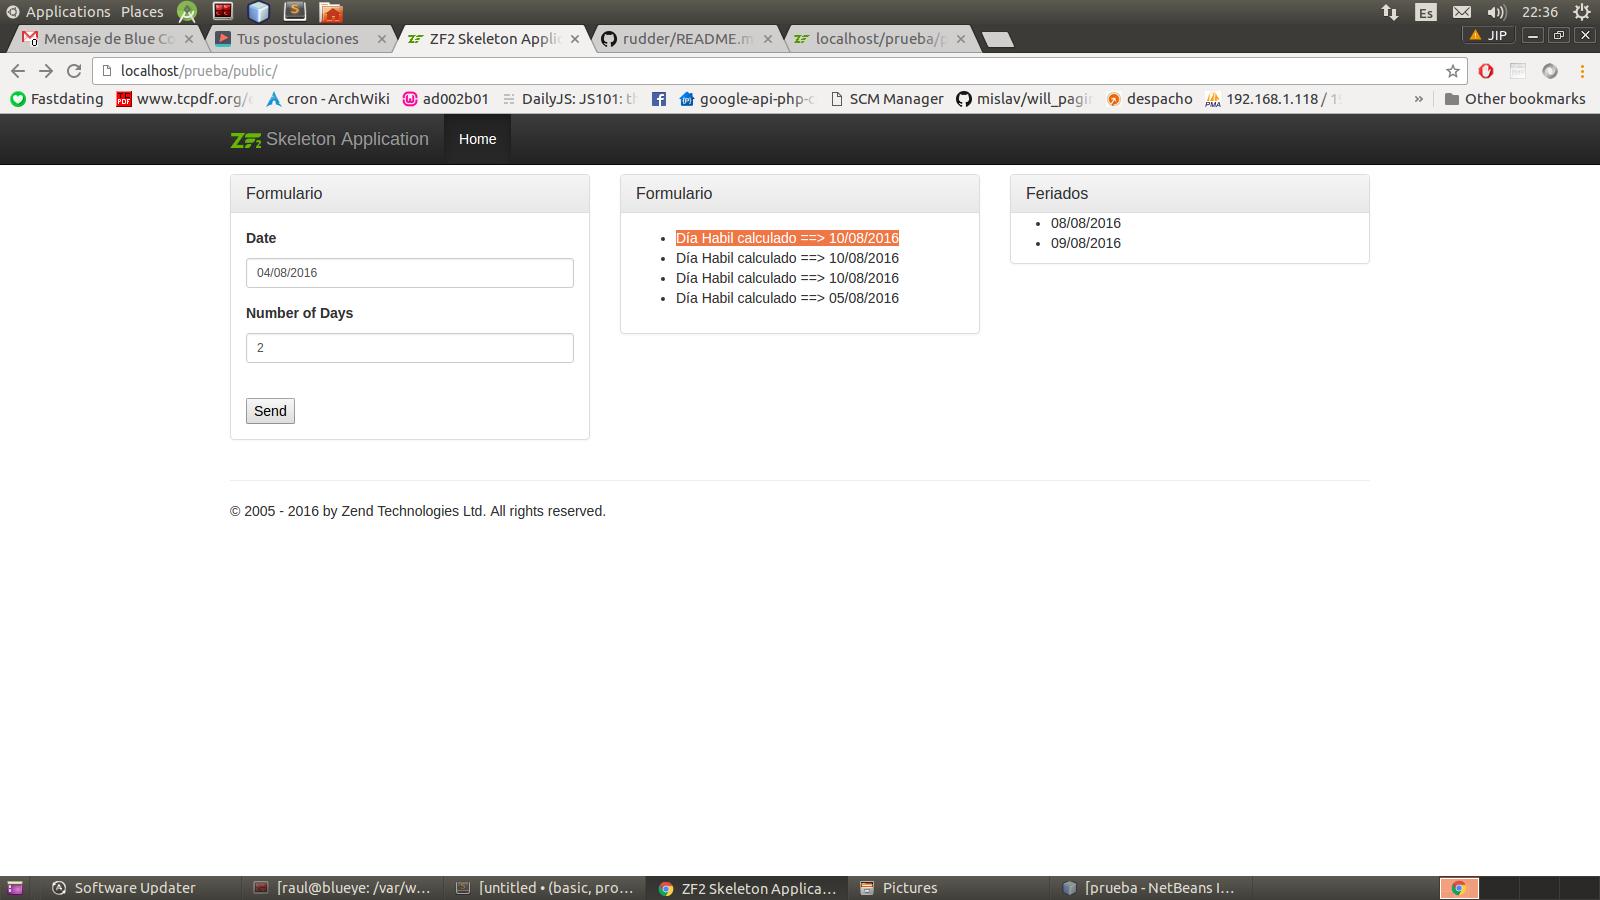 Applications Places
Es 22:36
Mensaje de Blue Co
Tus postulaciones
ZF2 Skeleton Applic
rudder/README.m
localhost/prueba/p
JIP
localhost/prueba/public/
Fastdating
www.tcpdf.org/
cron - ArchWiki
ad002b01
DailyJS: JS101: th
google-api-php-c
SCM Manager
mislav/will_pagin
despacho
192.168.1.118 / 19
» Other bookmarks
ZF2 Skeleton Application
Home
Formulario
Date
04/08/2016
Number of Days
2
Send
Formulario
Día Habil calculado ==> 10/08/2016
Día Habil calculado ==> 10/08/2016
Día Habil calculado ==> 10/08/2016
Día Habil calculado ==> 05/08/2016
Feriados
08/08/2016
09/08/2016
© 2005 - 2016 by Zend Technologies Ltd. All rights reserved.
Software Updater
[raul@blueye: /var/w...
[untitled • (basic, pro...
ZF2 Skeleton Applica...
Pictures
[prueba - NetBeans I...